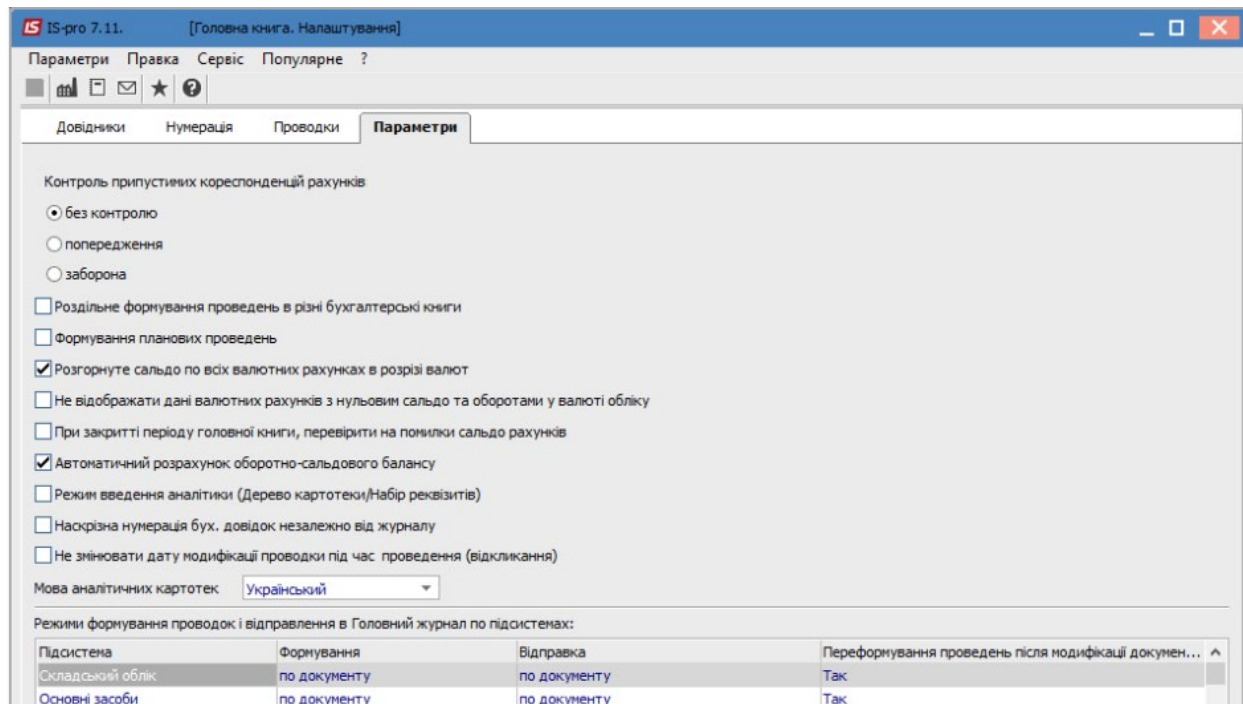 IS-pro 7.11. [Головна книга. Налаштування]
Параметри Правка Сервіс Популярне ?
Довідники Нумерація Проводки Параметри
Контроль припустимих кореспонденцій рахунків
без контролю
попередження
заборона
Роздільне формування проведень в різні бухгалтерські книги
Формування планових проведень
Розгорнуте сальдо по всіх валютних рахунках в розрізі валют
Не відображати дані валютних рахунків з нульовим сальдо та оборотами у валюті обліку
При закритті періоду головної книги, перевірити на помилки сальдо рахунків
Автоматичний розрахунок оборотно-сальдового балансу
Режим введення аналітики (Дерево картотеки/Набір реквізитів)
Наскрізна нумерація бух. довідок незалежно від журналу
Не змінювати дату модифікації проводки під час проведення (відкликання)
Мова аналітичних картотек Український
Режими формування проводок і відправлення в Головний журнал по підсистемах:
Підсистема Формування Відправка Переформування проведень після модифікації докумен...
Складський облік по документу по документу Так
Основні засоби по документу по документу Так